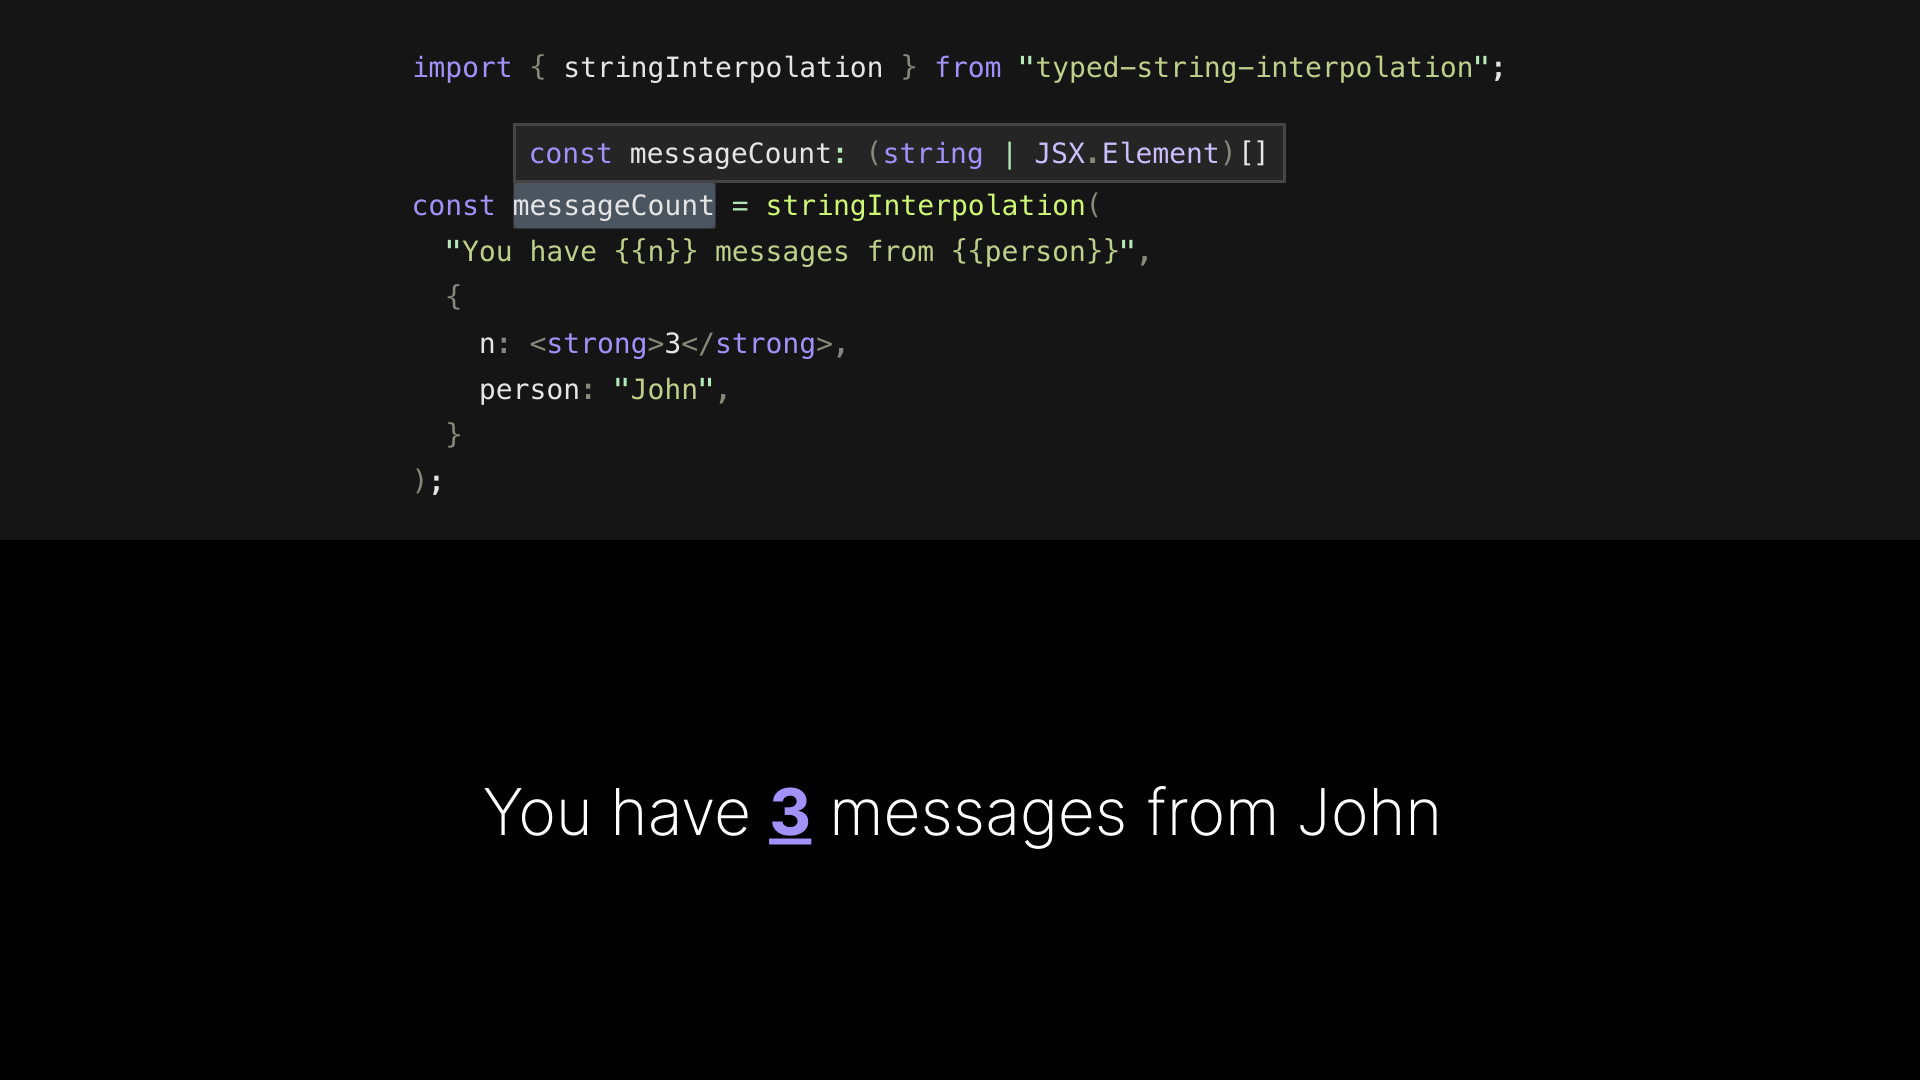 import { stringInterpolation } from "typed-string-interpolation";
const messageCount: (string | JSX.Element)[]
const messageCount = stringInterpolation(
  "You have {{n}} messages from {{person}}",
  {
    n: <strong>3</strong>,
    person: "John",
  }
);
You have 3 messages from John